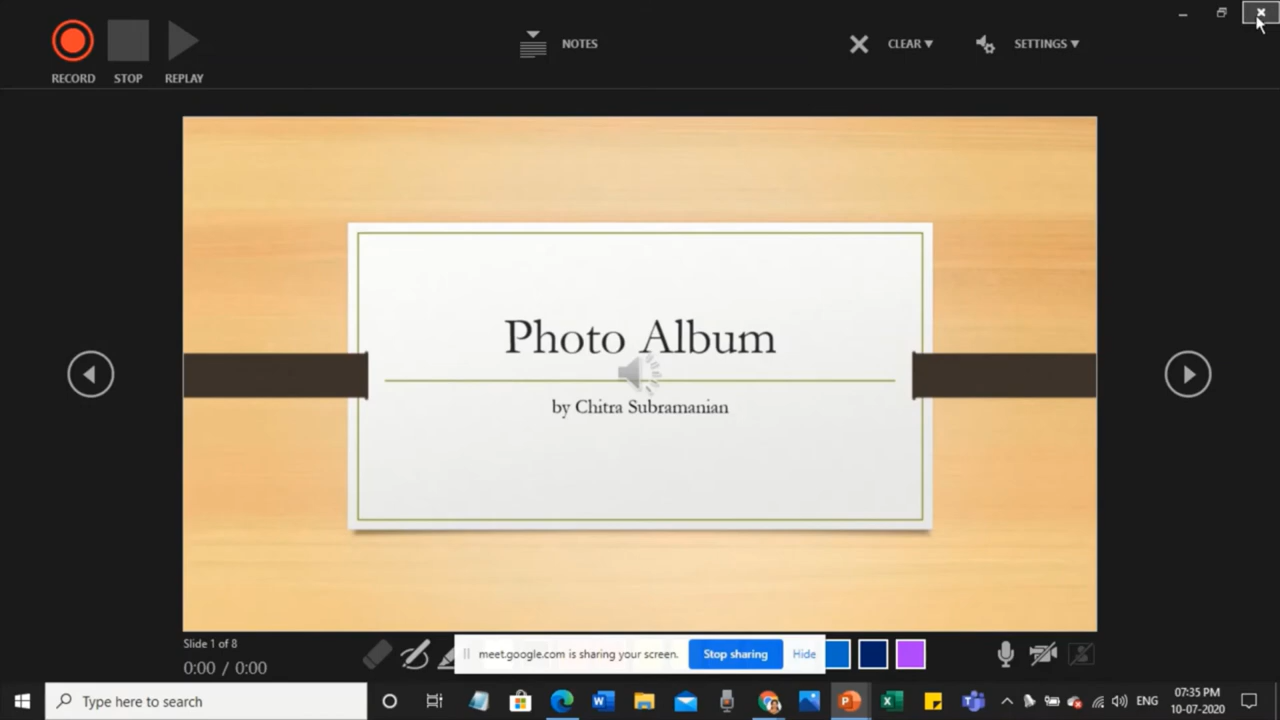 RECORD
STOP
REPLAY
NOTES
CLEAR
SETTINGS
Photo Album
by Chitra Subramanian
Slide 1 of 8
0:00 / 0:00
meet.google.com is sharing your screen.
Stop sharing
Hide
Type here to search
ENG
07:35 PM
10-07-2020